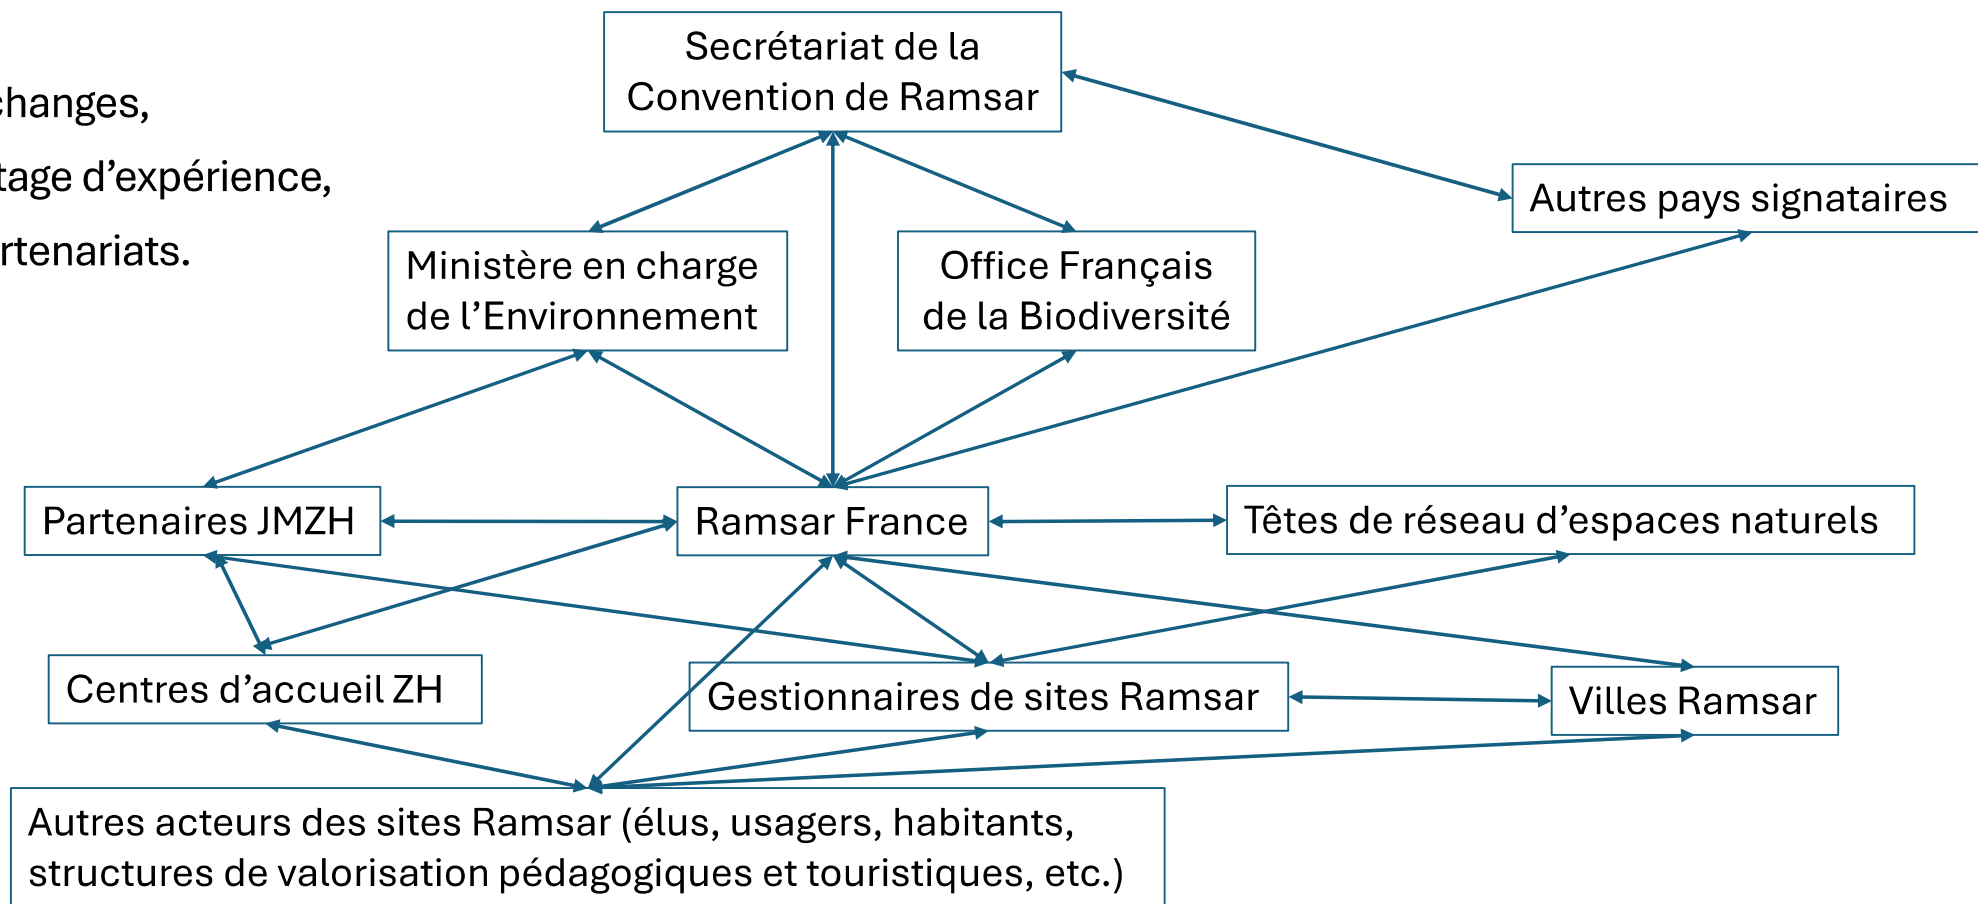 Secrétariat de la
Convention de Ramsar
changes,
tage d’expérience,
rtenariats.
Autres pays signataires
Ministère en charge
de l’Environnement
Office Français
de la Biodiversité
Partenaires JMZH
Ramsar France
Têtes de réseau d’espaces naturels
Centres d’accueil ZH
Gestionnaires de sites Ramsar
Villes Ramsar
Autres acteurs des sites Ramsar (élus, usagers, habitants,
structures de valorisation pédagogiques et touristiques, etc.)